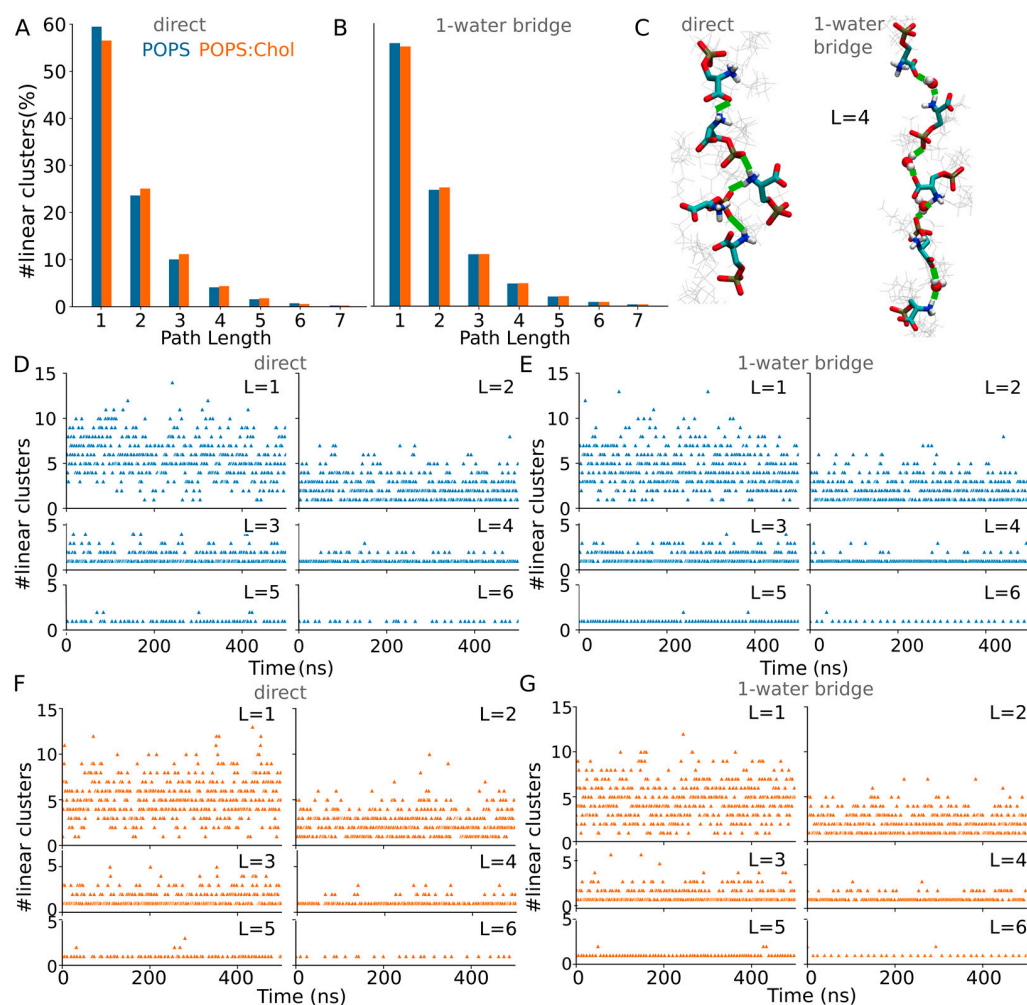 A direct B 1-water bridge C direct 1-water bridge
POPS POPS:Chol
L=4
#linear clusters(%)
60
50
40
30
20
10
0
1 2 3 4 5 6 7 1 2 3 4 5 6 7
Path Length Path Length
D direct E 1-water bridge
#linear clusters
15
10
5
0
L=1 L=2 L=1 L=2
5
0
L=3 L=4 L=3 L=4
5
0
L=5 L=6 L=5 L=6
0 200 400 0 200 400 0 200 400 0 200 400
Time (ns) Time (ns)
#linear clusters
15
10
5
0
5
0
5
0
F direct G 1-water bridge
#linear clusters
15
10
5
0
L=1 L=2 L=1 L=2
5
0
L=3 L=4 L=3 L=4
5
0
L=5 L=6 L=5 L=6
0 200 400 0 200 400 0 200 400 0 200 400
Time (ns) Time (ns)
#linear clusters
15
10
5
0
5
0
5
0